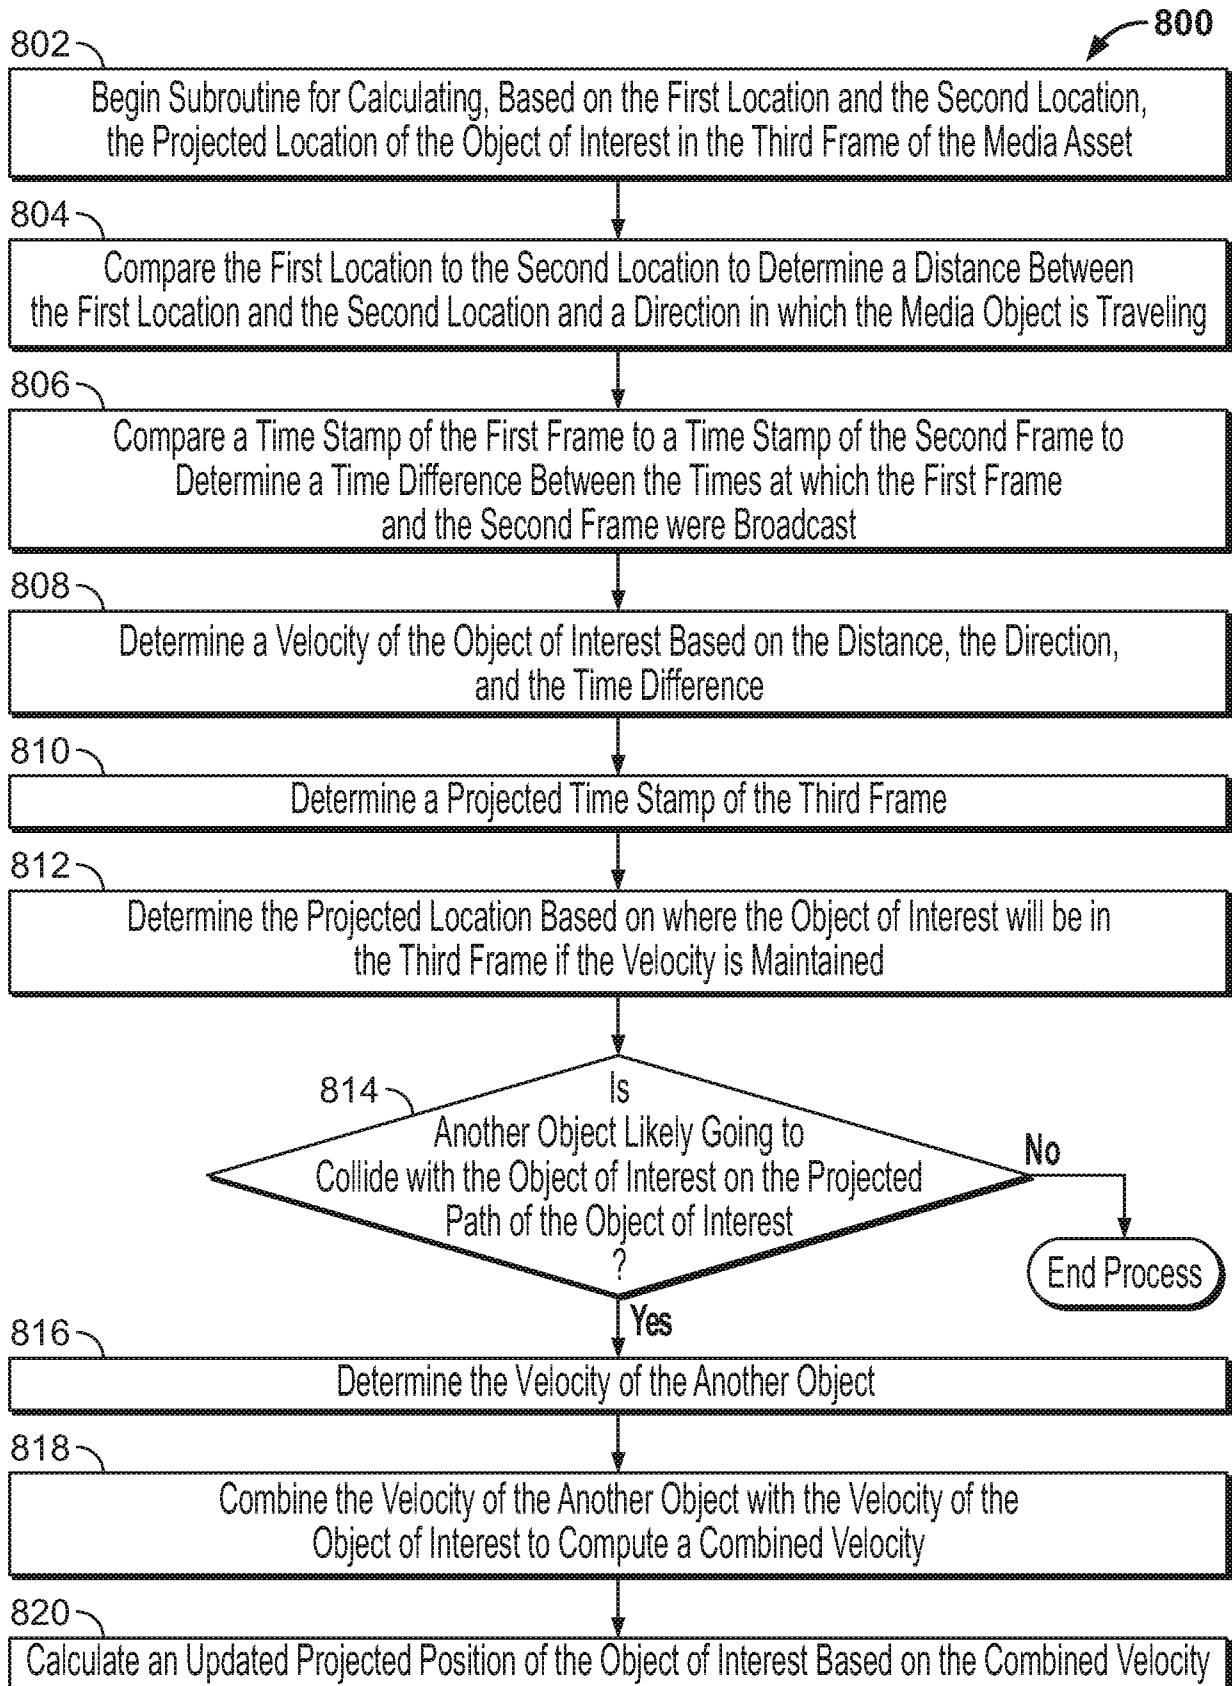 800
802
Begin Subroutine for Calculating, Based on the First Location and the Second Location,
the Projected Location of the Object of Interest in the Third Frame of the Media Asset
804
Compare the First Location to the Second Location to Determine a Distance Between
the First Location and the Second Location and a Direction in which the Media Object is Traveling
806
Compare a Time Stamp of the First Frame to a Time Stamp of the Second Frame to
Determine a Time Difference Between the Times at which the First Frame
and the Second Frame were Broadcast
808
Determine a Velocity of the Object of Interest Based on the Distance, the Direction,
and the Time Difference
810
Determine a Projected Time Stamp of the Third Frame
812
Determine the Projected Location Based on where the Object of Interest will be in
the Third Frame if the Velocity is Maintained
814
Is
Another Object Likely Going to
Collide with the Object of Interest on the Projected
Path of the Object of Interest
?
No
End Process
Yes
816
Determine the Velocity of the Another Object
818
Combine the Velocity of the Another Object with the Velocity of the
Object of Interest to Compute a Combined Velocity
820
Calculate an Updated Projected Position of the Object of Interest Based on the Combined Velocity